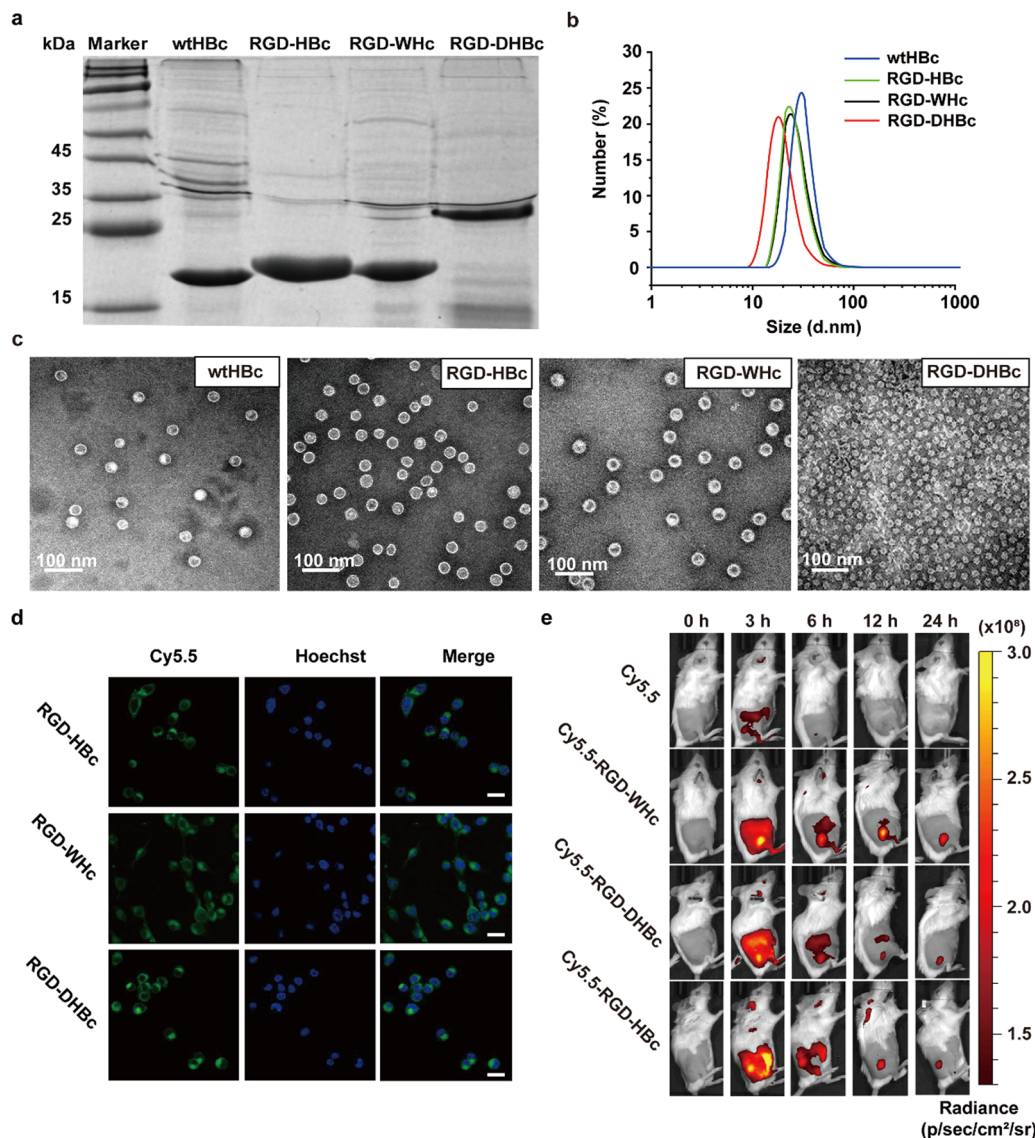 a
kDa Marker wtHBc RGD-HBc RGD-WHc RGD-DHBc
45
35
25
15
b
30
25
20
15
10
5
0
Number (%)
wtHBc
RGD-HBc
RGD-WHc
RGD-DHBc
1 10 100 1000
Size (d.nm)
c
wtHBc
RGD-HBc
RGD-WHc
RGD-DHBc
100 nm
100 nm
100 nm
100 nm
d
Cy5.5 Hoechst Merge
RGD-HBc
RGD-WHc
RGD-DHBc
e
0 h 3 h 6 h 12 h 24 h
Cy5.5
Cy5.5-RGD-WHc
Cy5.5-RGD-DHBc
Cy5.5-RGD-HBc
(x10⁸)
3.0
2.5
2.0
1.5
Radiance
(p/sec/cm²/sr)